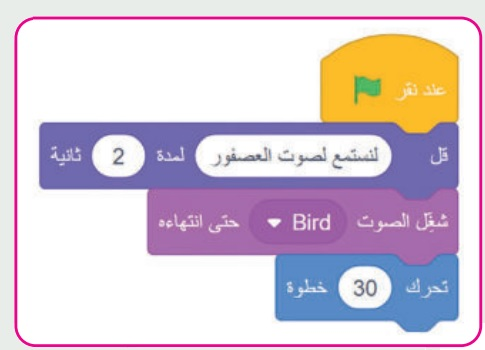 عند نقر
قل لنستمع لصوت العصفور لمدة 2 ثانية
شغّل الصوت Bird حتى انتهاءه
تحرك 30 خطوة